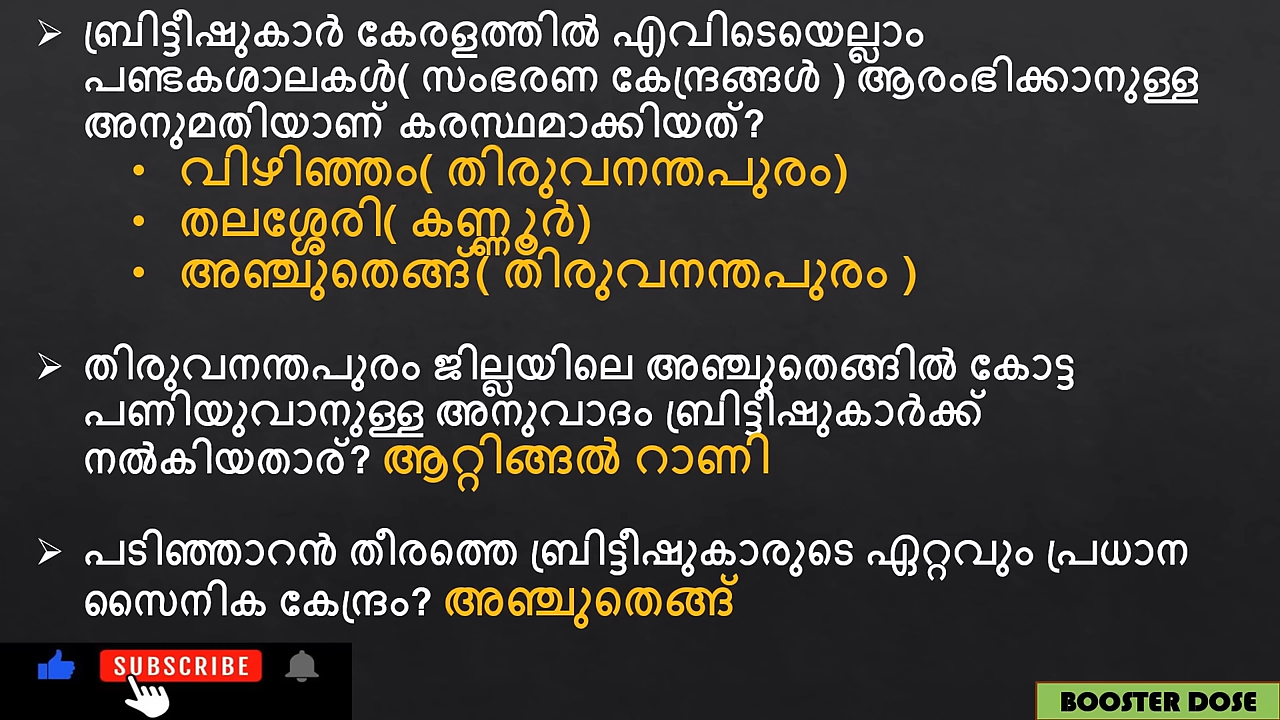 ➢ ബ്രിട്ടീഷുകാർ കേരളത്തിൽ എവിടെയെല്ലാം
പണ്ടകശാലകൾ( സംഭരണ കേന്ദ്രങ്ങൾ ) ആരംഭിക്കാനുള്ള
അനുമതിയാണ് കരസ്ഥമാക്കിയത്?
• വിഴിഞ്ഞം( തിരുവനന്തപുരം)
• തലശ്ശേരി( കണ്ണൂർ)
• അഞ്ചുതെങ്ങ്( തിരുവനന്തപുരം )
➢ തിരുവനന്തപുരം ജില്ലയിലെ അഞ്ചുതെങ്ങിൽ കോട്ട
പണിയുവാനുള്ള അനുവാദം ബ്രിട്ടീഷുകാർക്ക്
നൽകിയതാര്? ആറ്റിങ്ങൽ റാണി
➢ പടിഞ്ഞാറൻ തീരത്തെ ബ്രിട്ടീഷുകാരുടെ ഏറ്റവും പ്രധാന
സൈനിക കേന്ദ്രം? അഞ്ചുതെങ്ങ്
SUBSCRIBE
BOOSTER DOSE